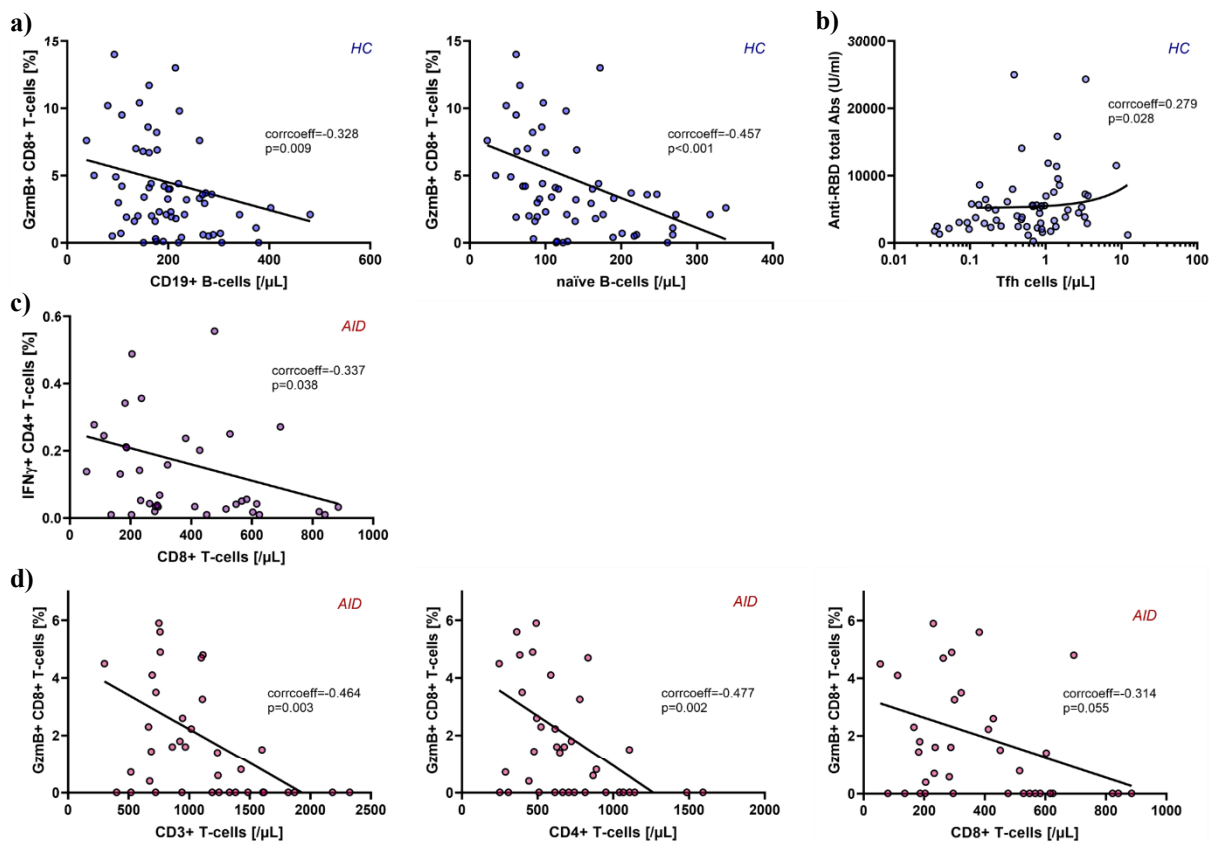 a)
HC
GzmB+ CD8+ T-cells [%]
15
10
5
0
corrcoeff=-0.328
p=0.009
0 200 400 600
CD19+ B-cells [/µL]
HC
GzmB+ CD8+ T-cells [%]
15
10
5
0
corrcoeff=-0.457
p<0.001
0 100 200 300 400
naïve B-cells [/µL]
b)
HC
Anti-RBD total Abs (U/ml)
30000
20000
10000
0
corrcoeff=0.279
p=0.028
0.01 0.1 1 10 100
Tfh cells [/µL]
c)
AID
IFNγ+ CD4+ T-cells [%]
0.6
0.4
0.2
0.0
corrcoeff=-0.337
p=0.038
0 200 400 600 800 1000
CD8+ T-cells [/µL]
d)
AID
GzmB+ CD8+ T-cells [%]
6
4
2
0
corrcoeff=-0.464
p=0.003
0 500 1000 1500 2000 2500
CD3+ T-cells [/µL]
AID
GzmB+ CD8+ T-cells [%]
6
4
2
0
corrcoeff=-0.477
p=0.002
0 500 1000 1500 2000
CD4+ T-cells [/µL]
AID
GzmB+ CD8+ T-cells [%]
6
4
2
0
corrcoeff=-0.314
p=0.055
0 200 400 600 800 1000
CD8+ T-cells [/µL]